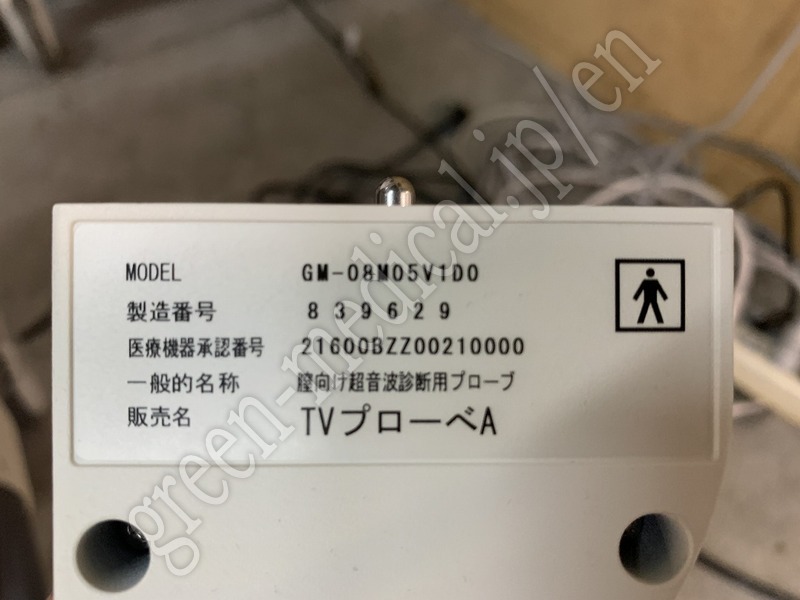 MODEL GM-08M05V1D0
製造番号 839629
医療機器承認番号 21600BZZ00210000
一般的名称 膣向け超音波診断用プローブ
販売名 TVプローベA
green-medical.jp/en